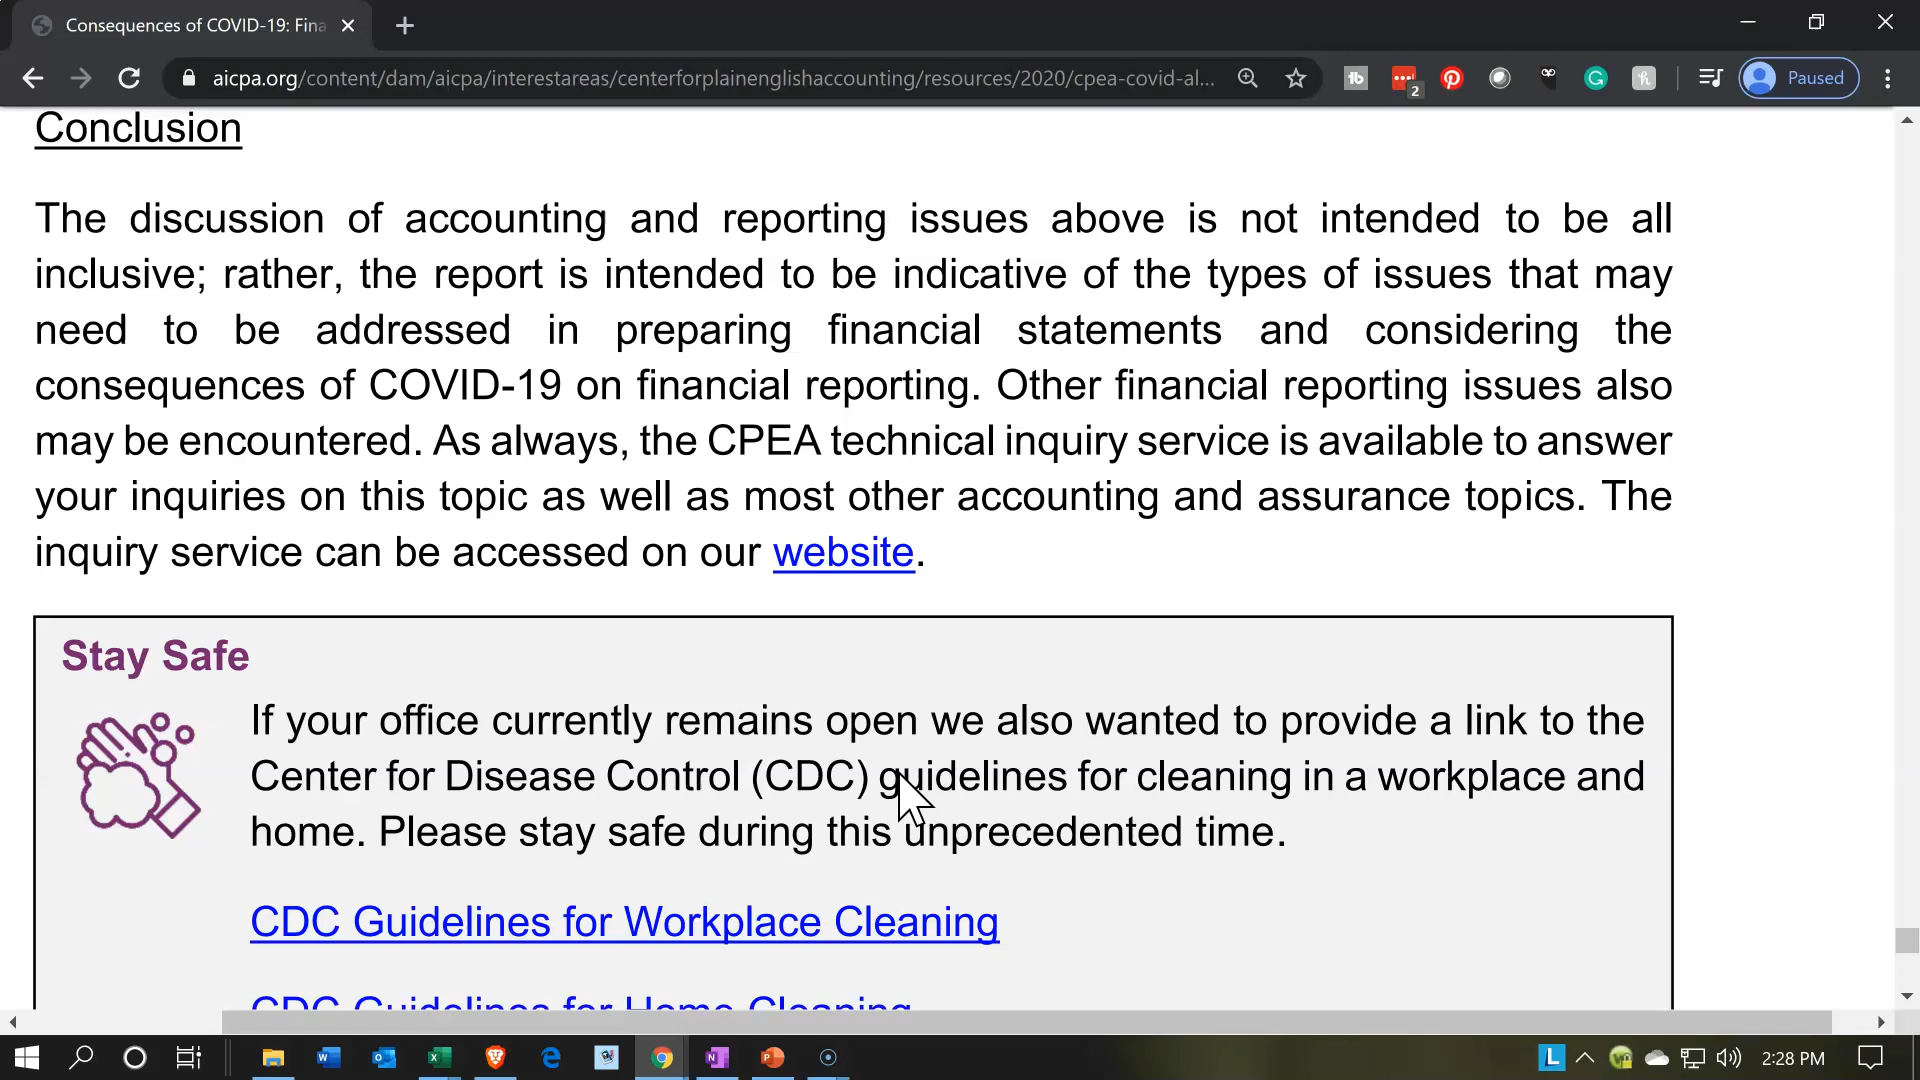 Consequences of COVID-19: Fina
aicpa.org/content/dam/aicpa/interestareas/centerforplainenglishaccounting/resources/2020/cpea-covid-al...
2
Paused
Conclusion
The discussion of accounting and reporting issues above is not intended to be all
inclusive; rather, the report is intended to be indicative of the types of issues that may
need to be addressed in preparing financial statements and considering the
consequences of COVID-19 on financial reporting. Other financial reporting issues also
may be encountered. As always, the CPEA technical inquiry service is available to answer
your inquiries on this topic as well as most other accounting and assurance topics. The
inquiry service can be accessed on our website.
Stay Safe
If your office currently remains open we also wanted to provide a link to the
Center for Disease Control (CDC) guidelines for cleaning in a workplace and
home. Please stay safe during this unprecedented time.
CDC Guidelines for Workplace Cleaning
CDC Guidelines for Home Cleaning
2:28 PM